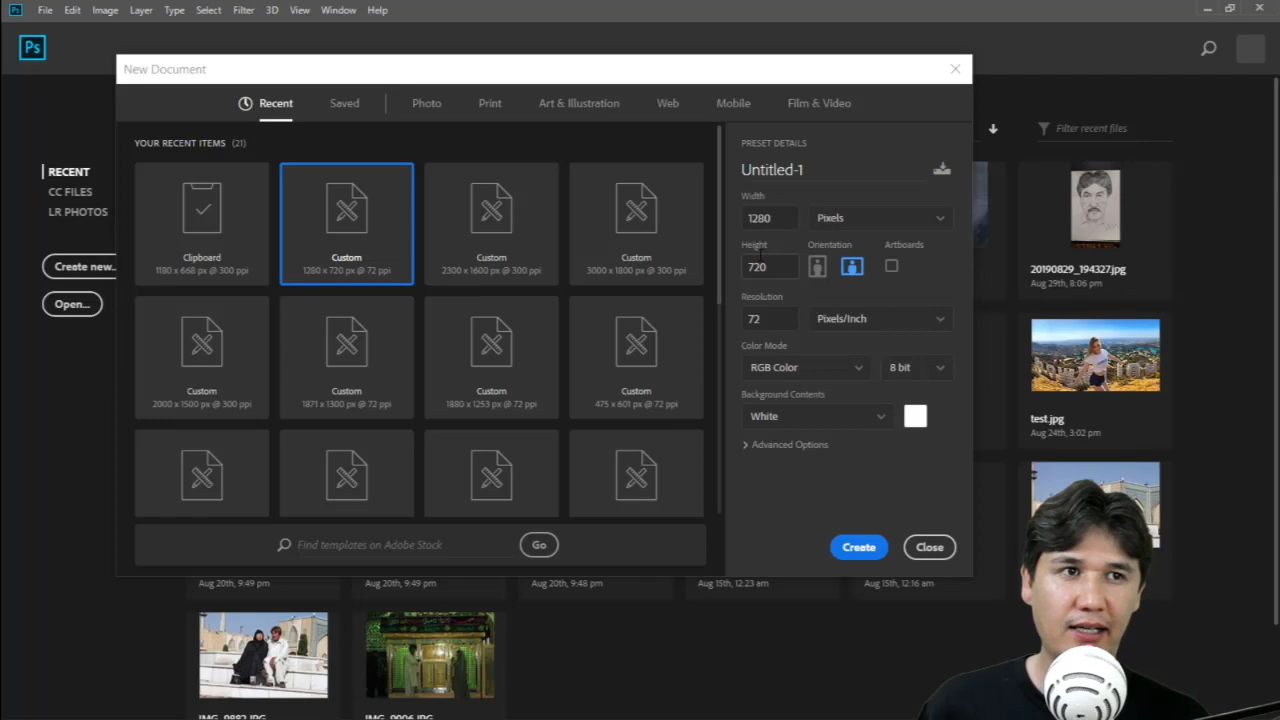 Ps File Edit Image Layer Type Select Filter 3D View Window Help
Ps
New Document
Recent Saved Photo Print Art & Illustration Web Mobile Film & Video
YOUR RECENT ITEMS (21)
Clipboard
1180 x 668 px @ 300 ppi
Custom
1280 x 720 px @ 72 ppi
Custom
2300 x 1600 px @ 300 ppi
Custom
3000 x 1800 px @ 300 ppi
Custom
2000 x 1500 px @ 300 ppi
Custom
1871 x 1300 px @ 72 ppi
Custom
1880 x 1253 px @ 72 ppi
Custom
475 x 601 px @ 72 ppi
Find templates on Adobe Stock
Go
PRESET DETAILS
Untitled-1
Width
1280 Pixels
Height Orientation Artboards
720
Resolution
72 Pixels/Inch
Color Mode
RGB Color 8 bit
Background Contents
White
Advanced Options
Create Close
RECENT
CC FILES
LR PHOTOS
Create new..
Open...
Filter recent files
20190829_194327.jpg
Aug 29th, 8:06 pm
test.jpg
Aug 24th, 3:02 pm
Aug 20th, 9:49 pm
Aug 20th, 9:49 pm
Aug 20th, 9:48 pm
Aug 15th, 12:23 am
Aug 15th, 12:16 am